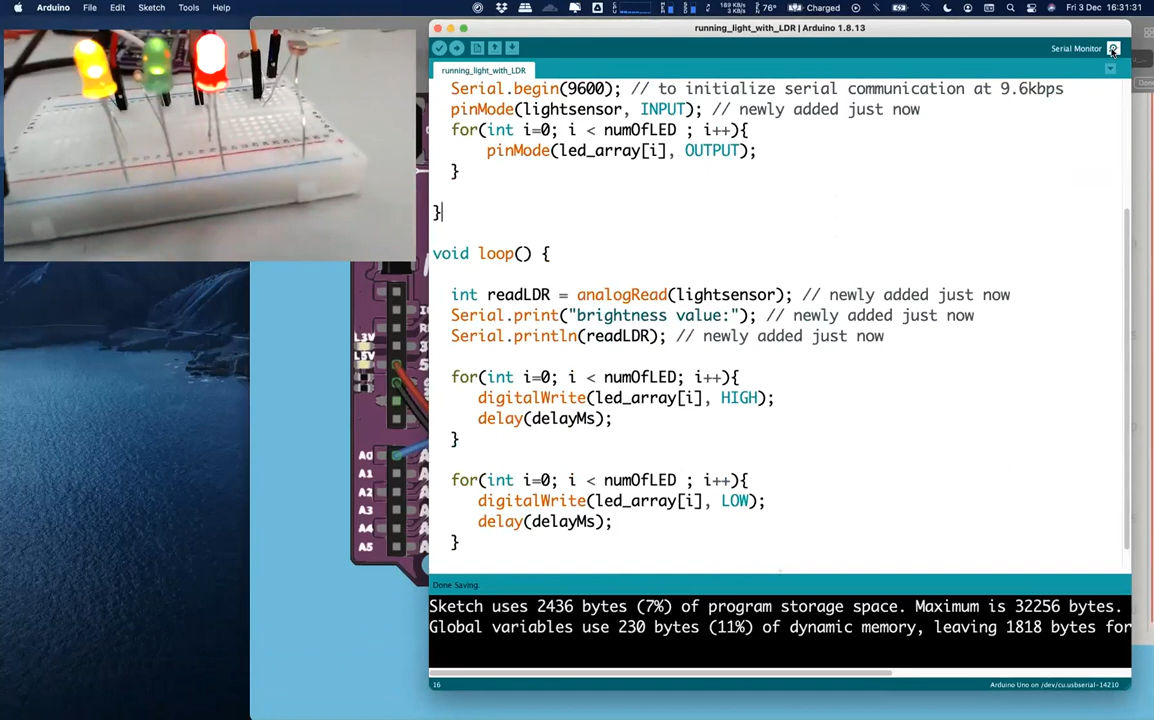 Arduino File Edit Sketch Tools Help
Charged
76°
Fri 3 Dec 16:31:31
running_light_with_LDR | Arduino 1.8.13
Serial Monitor
running_light_with_LDR
Serial.begin(9600); // to initialize serial communication at 9.6kbps
pinMode(lightsensor, INPUT); // newly added just now
for(int i=0; i < numOfLED ; i++){
pinMode(led_array[i], OUTPUT);
}
}
void loop() {
int readLDR = analogRead(lightsensor); // newly added just now
Serial.print("brightness value:"); // newly added just now
Serial.println(readLDR); // newly added just now
for(int i=0; i < numOfLED; i++){
digitalWrite(led_array[i], HIGH);
delay(delayMs);
}
for(int i=0; i < numOfLED ; i++){
digitalWrite(led_array[i], LOW);
delay(delayMs);
}
L3V
L5V
A0
A1
A2
A3
A4
A5
Done Saving.
Sketch uses 2436 bytes (7%) of program storage space. Maximum is 32256 bytes.
Global variables use 230 bytes (11%) of dynamic memory, leaving 1818 bytes for
16
Arduino Uno on /dev/cu.usbserial-14210